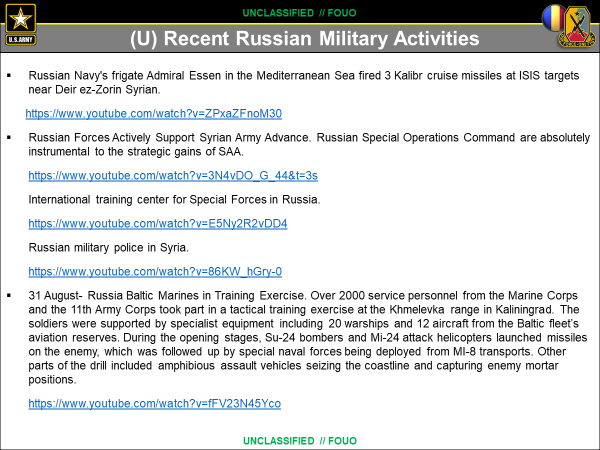 UNCLASSIFIED // FOUO
U.S.ARMY
(U) Recent Russian Military Activities
▪ Russian Navy's frigate Admiral Essen in the Mediterranean Sea fired 3 Kalibr cruise missiles at ISIS targets
near Deir ez-Zorin Syrian.
https://www.youtube.com/watch?v=ZPxaZFnoM30
▪ Russian Forces Actively Support Syrian Army Advance. Russian Special Operations Command are absolutely
instrumental to the strategic gains of SAA.
https://www.youtube.com/watch?v=3N4vDO_G_44&t=3s
International training center for Special Forces in Russia.
https://www.youtube.com/watch?v=E5Ny2R2vDD4
Russian military police in Syria.
https://www.youtube.com/watch?v=86KW_hGry-0
▪ 31 August- Russia Baltic Marines in Training Exercise. Over 2000 service personnel from the Marine Corps
and the 11th Army Corps took part in a tactical training exercise at the Khmelevka range in Kaliningrad. The
soldiers were supported by specialist equipment including 20 warships and 12 aircraft from the Baltic fleet's
aviation reserves. During the opening stages, Su-24 bombers and Mi-24 attack helicopters launched missiles
on the enemy, which was followed up by special naval forces being deployed from MI-8 transports. Other
parts of the drill included amphibious assault vehicles seizing the coastline and capturing enemy mortar
positions.
https://www.youtube.com/watch?v=fFV23N45Yco
UNCLASSIFIED // FOUO